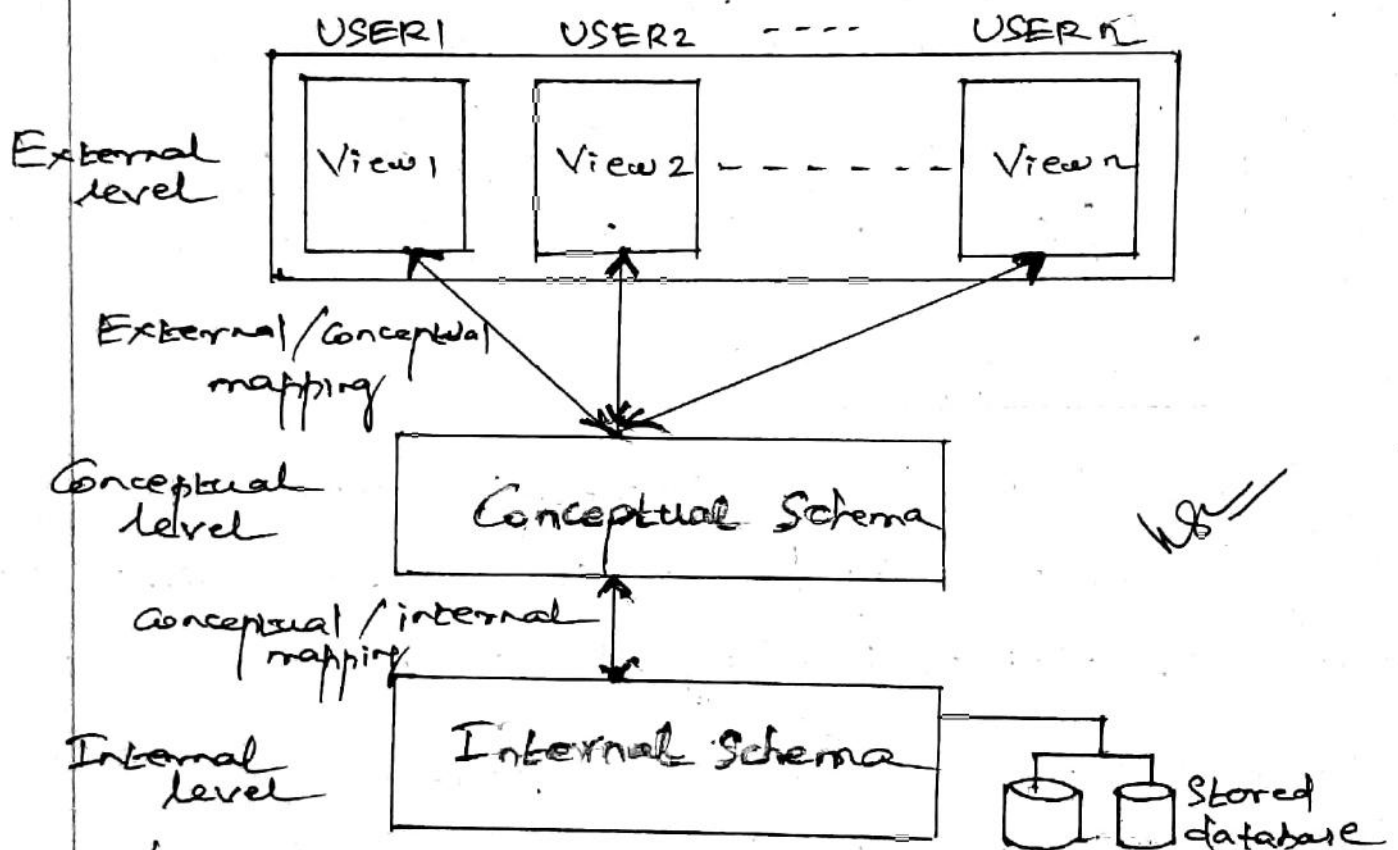 USER1 USER2 ---- USERn
View1 View2 - - - - - - - View n
External
level
External/conceptual
mapping
Conceptual
level
Conceptual Schema
Conceptual/internal
mapping
Internal
level
Internal Schema
Stored
database